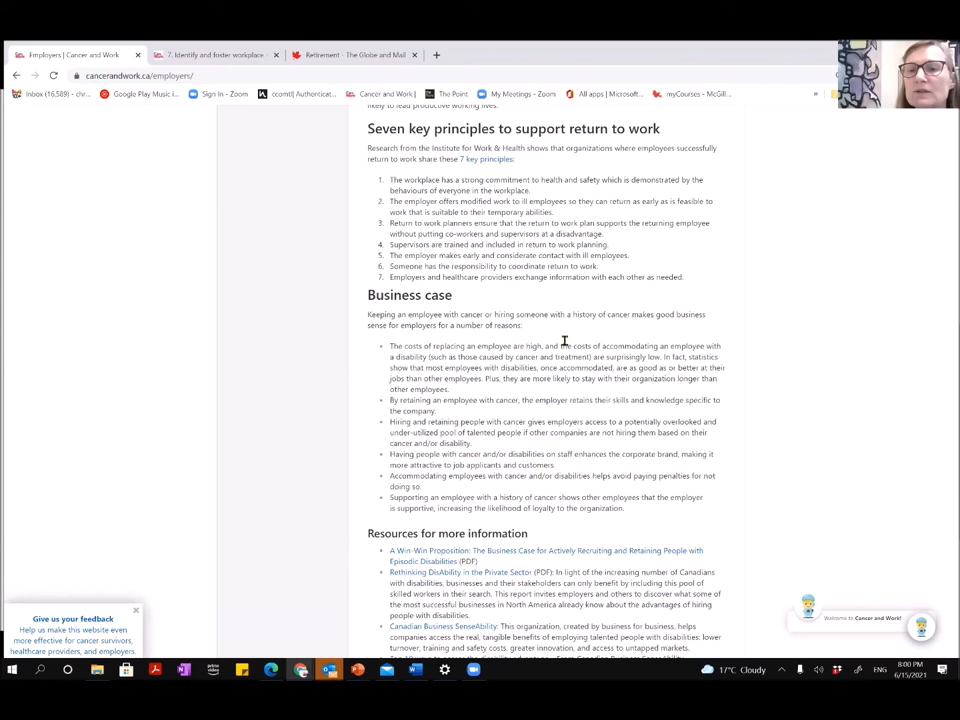 Employers | Cancer and Work
7. Identify and foster workplace
Retirement - The Globe and Mail
cancerandwork.ca/employers/
Inbox (16,589) - chr...
Google Play Music i...
Sign In - Zoom
ccomtl| Authenticat...
Cancer and Work |
The Point
My Meetings - Zoom
All apps | Microsoft...
myCourses - McGill...
likely to lead productive working lives.
Seven key principles to support return to work
Research from the Institute for Work & Health shows that organizations where employees successfully
return to work share these 7 key principles:
1. The workplace has a strong commitment to health and safety which is demonstrated by the
behaviours of everyone in the workplace.
2. The employer offers modified work to ill employees so they can return as early as is feasible to
work that is suitable to their temporary abilities.
3. Return to work planners ensure that the return to work plan supports the returning employee
without putting co-workers and supervisors at a disadvantage.
4. Supervisors are trained and included in return to work planning.
5. The employer makes early and considerate contact with ill employees.
6. Someone has the responsibility to coordinate return to work.
7. Employers and healthcare providers exchange information with each other as needed.
Business case
Keeping an employee with cancer or hiring someone with a history of cancer makes good business
sense for employers for a number of reasons:
The costs of replacing an employee are high, and the costs of accommodating an employee with
a disability (such as those caused by cancer and treatment) are surprisingly low. In fact, statistics
show that most employees with disabilities, once accommodated, are as good as or better at their
jobs than other employees. Plus, they are more likely to stay with their organization longer than
other employees.
By retaining an employee with cancer, the employer retains their skills and knowledge specific to
the company.
Hiring and retaining people with cancer gives employers access to a potentially overlooked and
under-utilized pool of talented people if other companies are not hiring them based on their
cancer and/or disability.
Having people with cancer and/or disabilities on staff enhances the corporate brand, making it
more attractive to job applicants and customers.
Accommodating employees with cancer and/or disabilities helps avoid paying penalties for not
doing so.
Supporting an employee with a history of cancer shows other employees that the employer
is supportive, increasing the likelihood of loyalty to the organization.
Resources for more information
A Win-Win Proposition: The Business Case for Actively Recruiting and Retaining People with
Episodic Disabilities (PDF)
Rethinking DisAbility in the Private Sector (PDF): In light of the increasing number of Canadians
with disabilities, businesses and their stakeholders can only benefit by including this pool of
skilled workers in their search. This report invites employers and others to discover what some of
the most successful businesses in North America already know about the advantages of hiring
people with disabilities.
Canadian Business SenseAbility: This organization, created by business for business, helps
companies access the real, tangible benefits of employing talented people with disabilities: lower
turnover, training and safety costs, greater innovation, and access to untapped markets.
Give us your feedback
Help us make this website even
more effective for cancer survivors,
healthcare providers, and employers.
Welcome to Cancer and Work!
17°C Cloudy
ENG
8:00 PM
6/15/2021